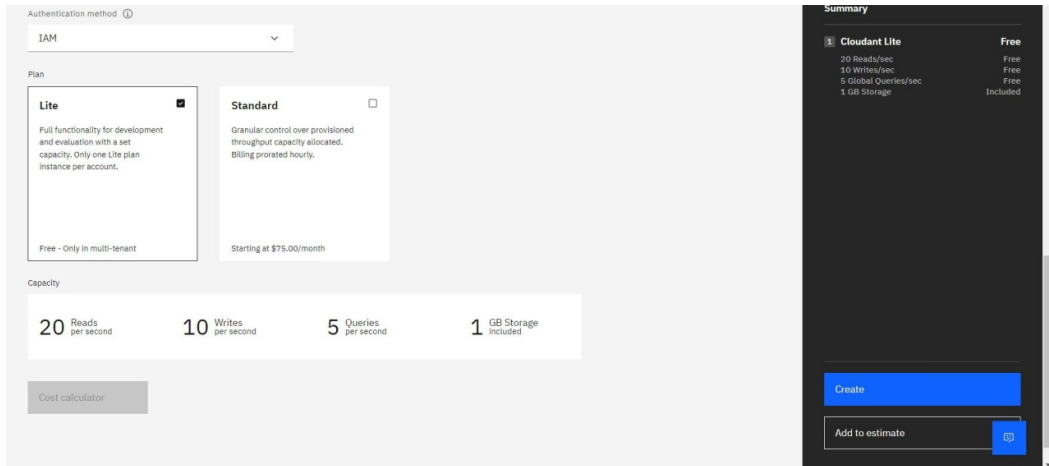 Authentication method
IAM
Plan
Lite
Full functionality for development
and evaluation with a set
capacity. Only one Lite plan
instance per account.
Free - Only in multi-tenant
Standard
Granular control over provisioned
throughput capacity allocated.
Billing prorated hourly.
Starting at $75.00/month
Capacity
20 Reads per second
10 Writes per second
5 Queries per second
1 GB Storage included
Cost calculator
Summary
1 Cloudant Lite Free
20 Reads/sec Free
10 Writes/sec Free
5 Global Queries/sec Free
1 GB Storage Included
Create
Add to estimate